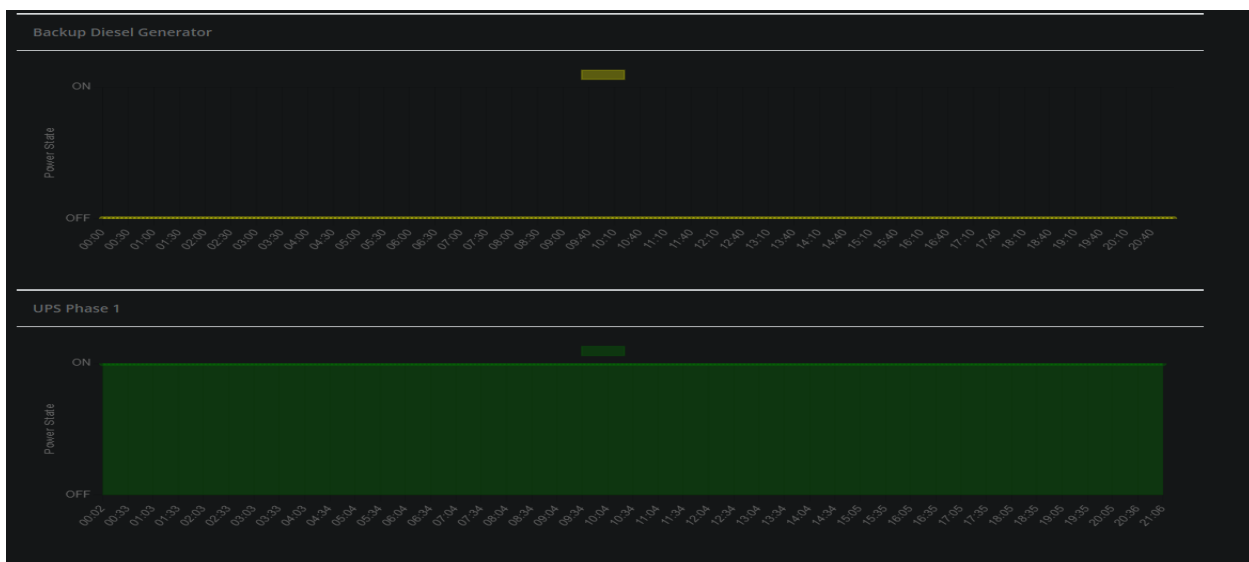 Backup Diesel Generator
ON
Power State
OFF
00:00 00:30 01:00 01:30 02:00 02:30 03:00 03:30 04:00 04:30 05:00 05:30 06:00 06:30 07:00 07:30 08:00 08:30 09:00 09:40 10:10 10:40 11:10 11:40 12:10 12:40 13:10 13:40 14:10 14:40 15:10 15:40 16:10 16:40 17:10 17:40 18:10 18:40 19:10 19:40 20:10 20:40
UPS Phase 1
ON
Power State
OFF
00:02 00:33 01:03 01:33 02:03 02:33 03:03 03:33 04:03 04:34 05:04 05:34 06:04 06:34 07:04 07:34 08:04 08:34 09:04 09:34 10:04 10:34 11:04 11:34 12:04 12:34 13:04 13:34 14:04 14:34 15:05 15:35 16:05 16:35 17:05 17:35 18:05 18:35 19:05 19:35 20:05 20:36 21:06